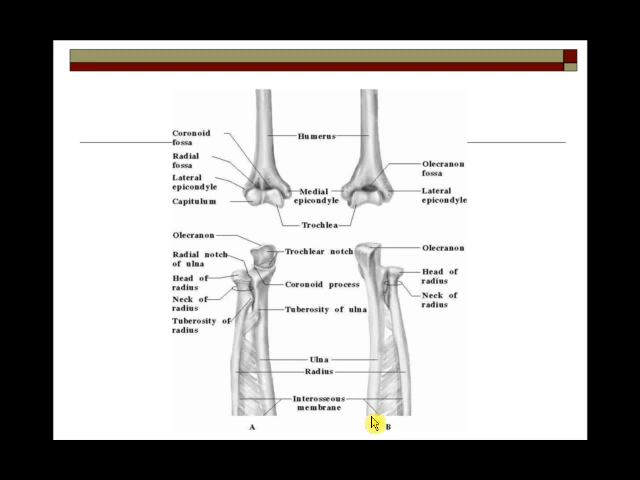 Coronoid
fossa
Radial
fossa
Lateral
epicondyle
Capitulum
Humerus
Medial
epicondyle
Trochlea
Olecranon
fossa
Lateral
epicondyle
Olecranon
Radial notch
of ulna
Head of
radius
Neck of
radius
Tuberosity of
radius
Trochlear notch
Coronoid process
Tuberosity of ulna
Ulna
Radius
Interosseous
membrane
Olecranon
Head of
radius
Neck of
radius
A
B